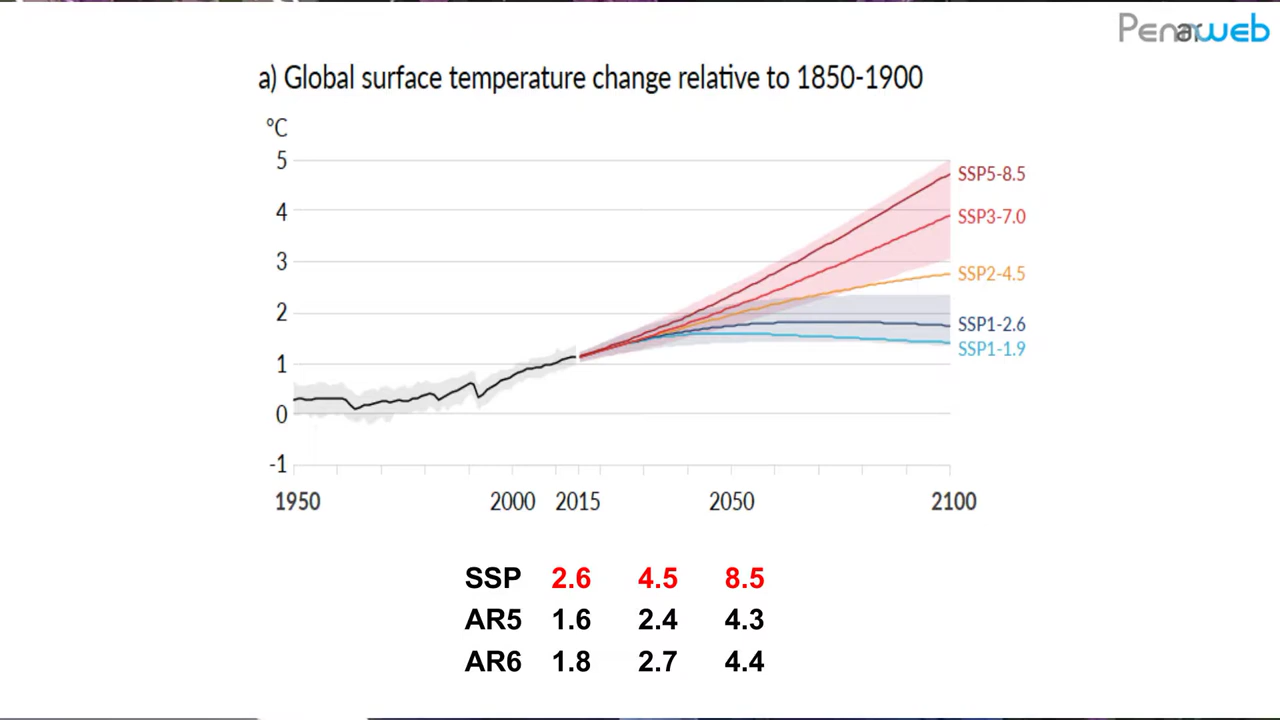 Penarweb
a) Global surface temperature change relative to 1850-1900
°C
5
4
3
2
1
0
-1
SSP5-8.5
SSP3-7.0
SSP2-4.5
SSP1-2.6
SSP1-1.9
1950 2000 2015 2050 2100
SSP 2.6 4.5 8.5
AR5 1.6 2.4 4.3
AR6 1.8 2.7 4.4